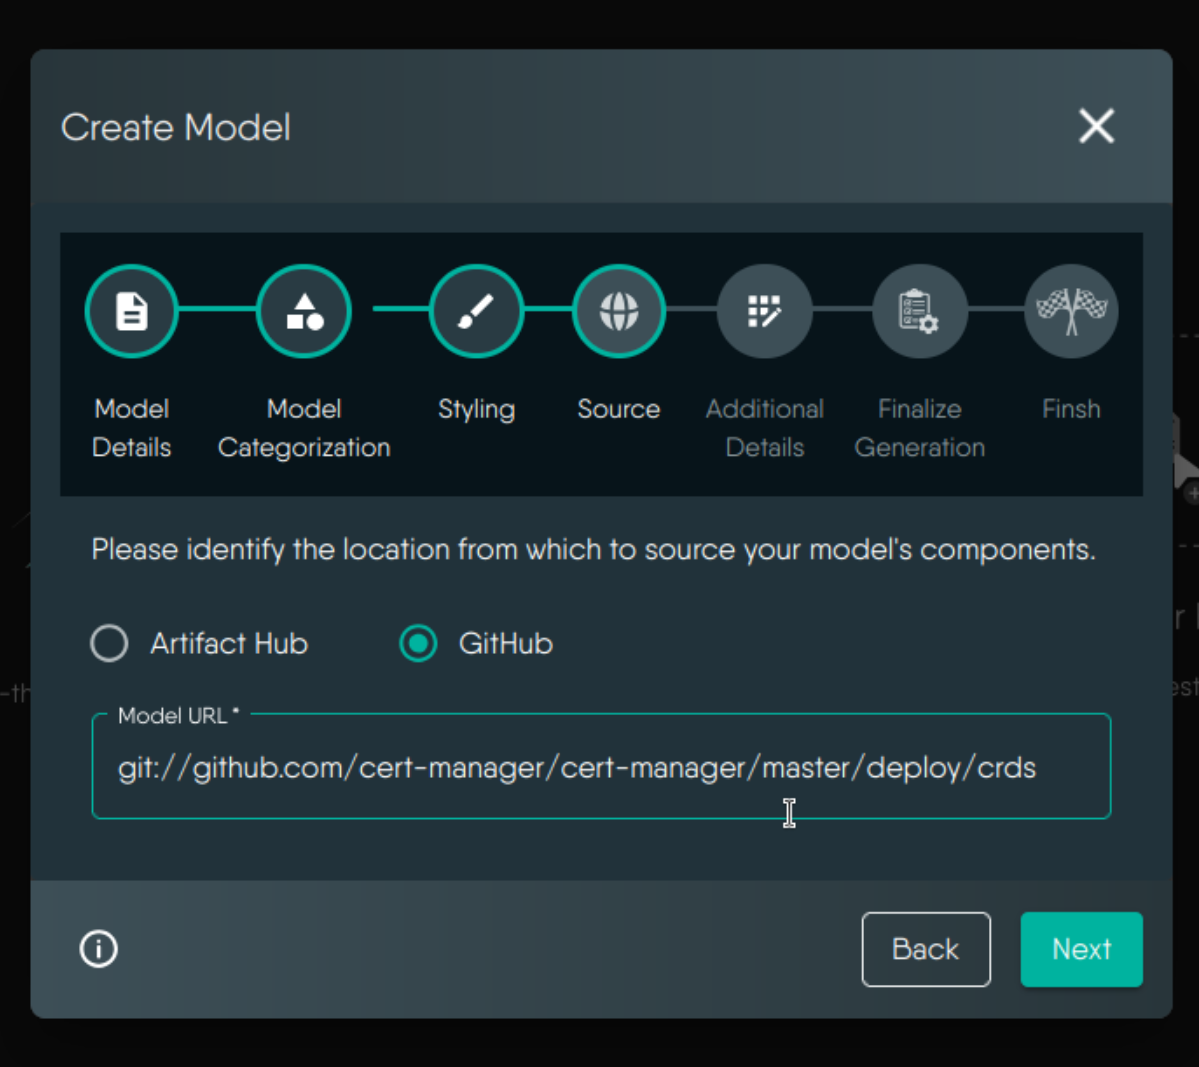 Create Model
Model
Details
Model
Categorization
Styling
Source
Additional
Details
Finalize
Generation
Finsh
Please identify the location from which to source your model's components.
Artifact Hub
GitHub
Model URL *
git://github.com/cert-manager/cert-manager/master/deploy/crds
Back
Next